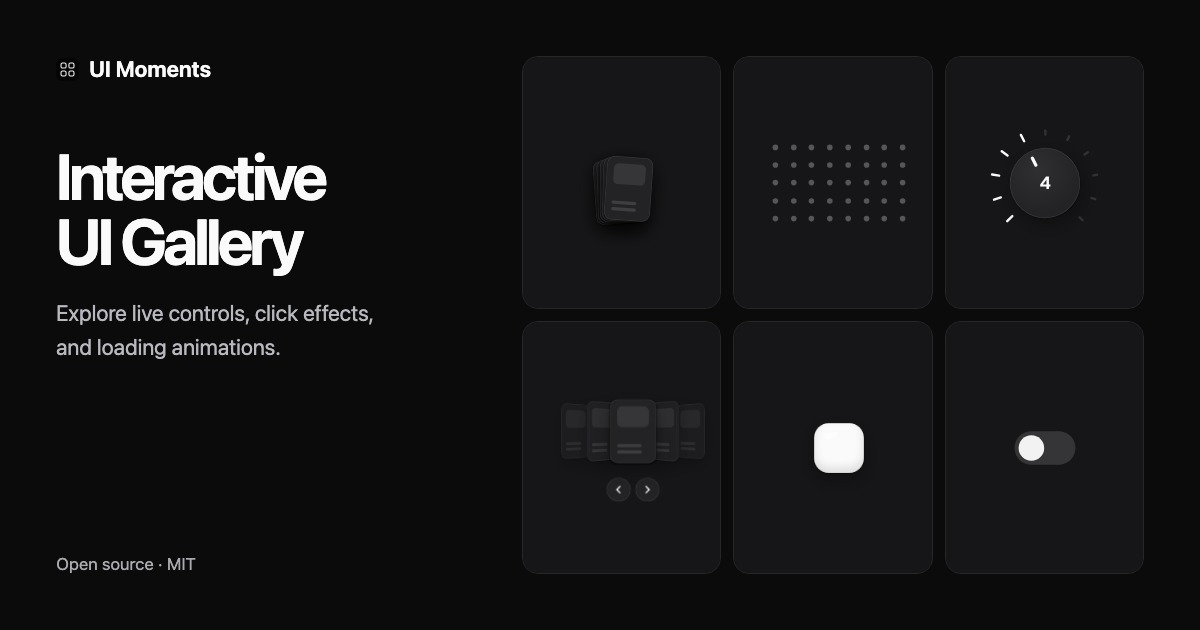 UI Moments
Interactive
UI Gallery
Explore live controls, click effects,
and loading animations.
Open source · MIT
4